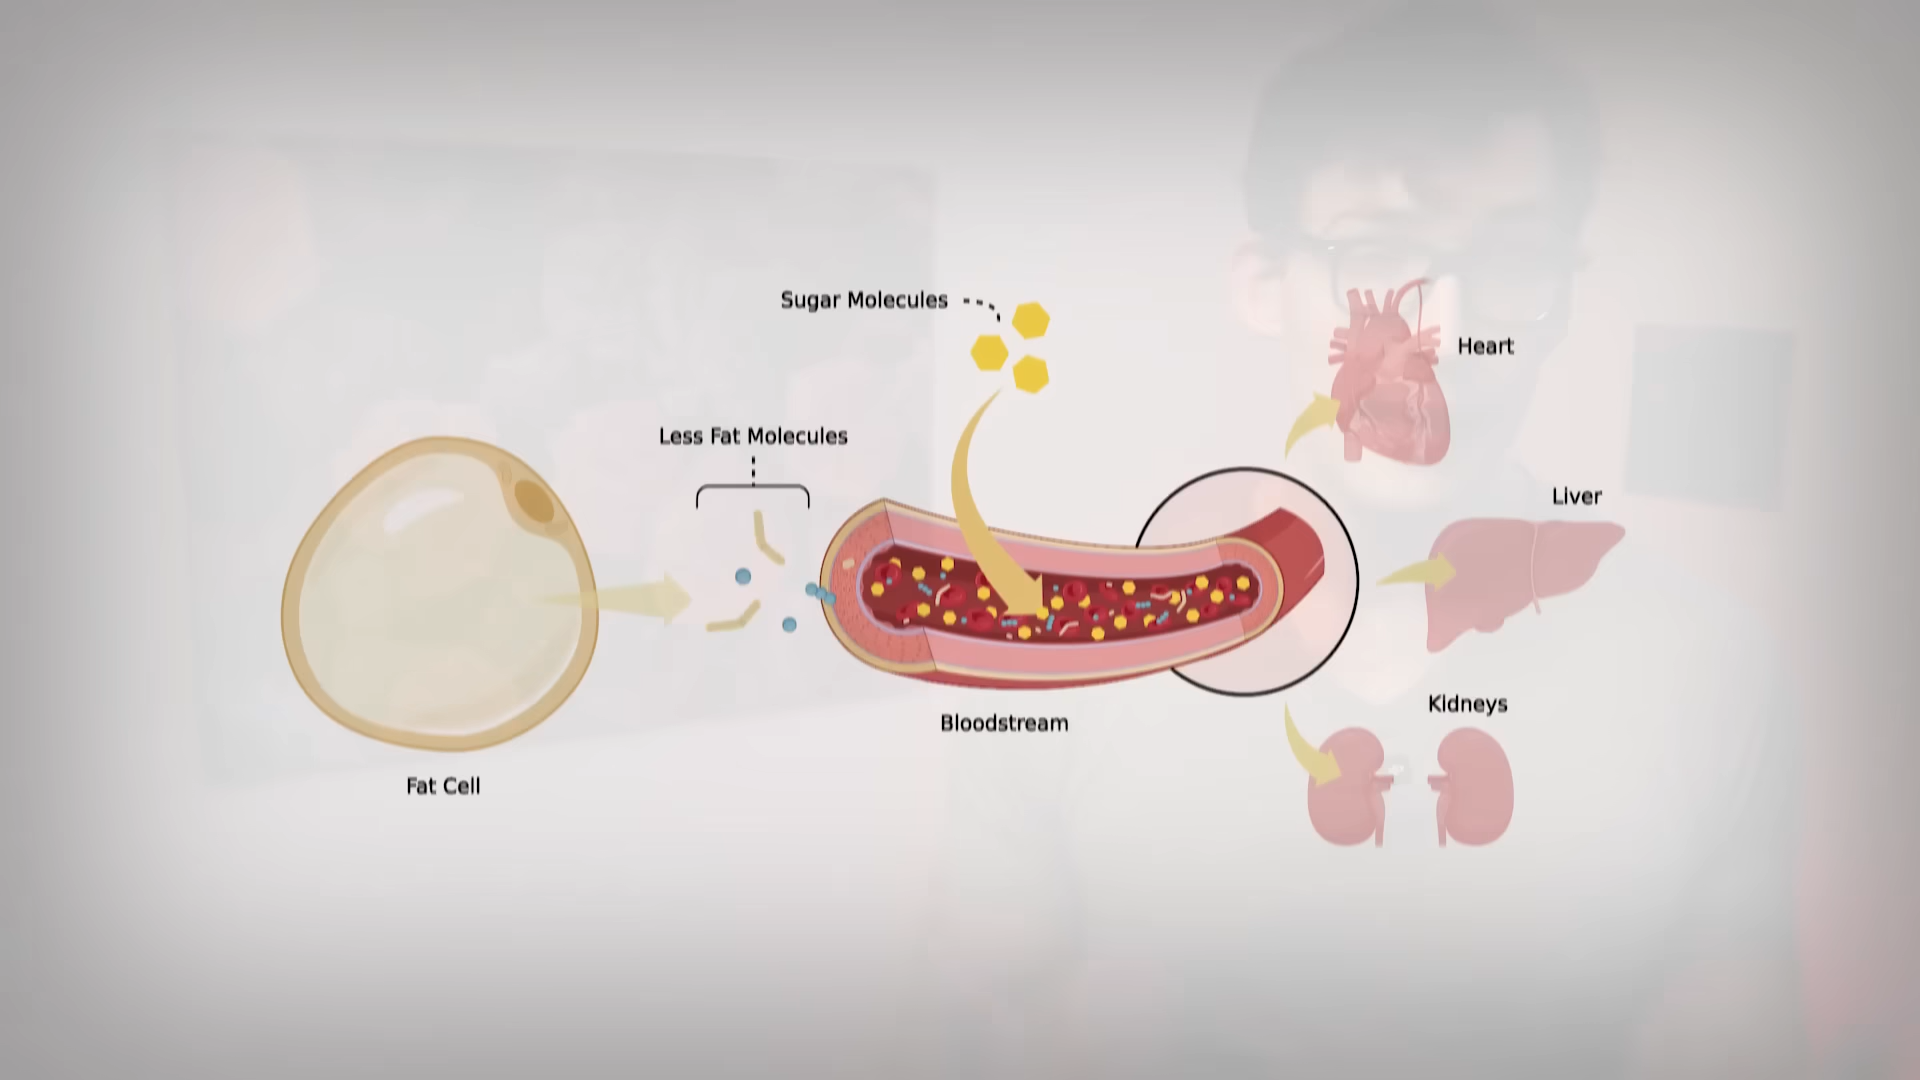 Sugar Molecules
Heart
Less Fat Molecules
Liver
Kidneys
Bloodstream
Fat Cell